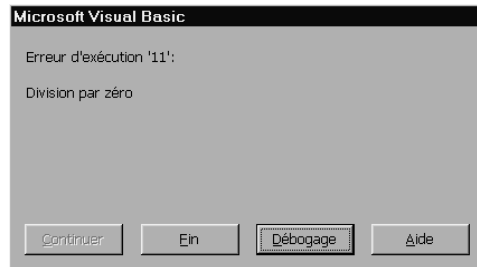 Microsoft Visual Basic
Erreur d'exécution '11':
Division par zéro
Continuer Fin Débogage Aide